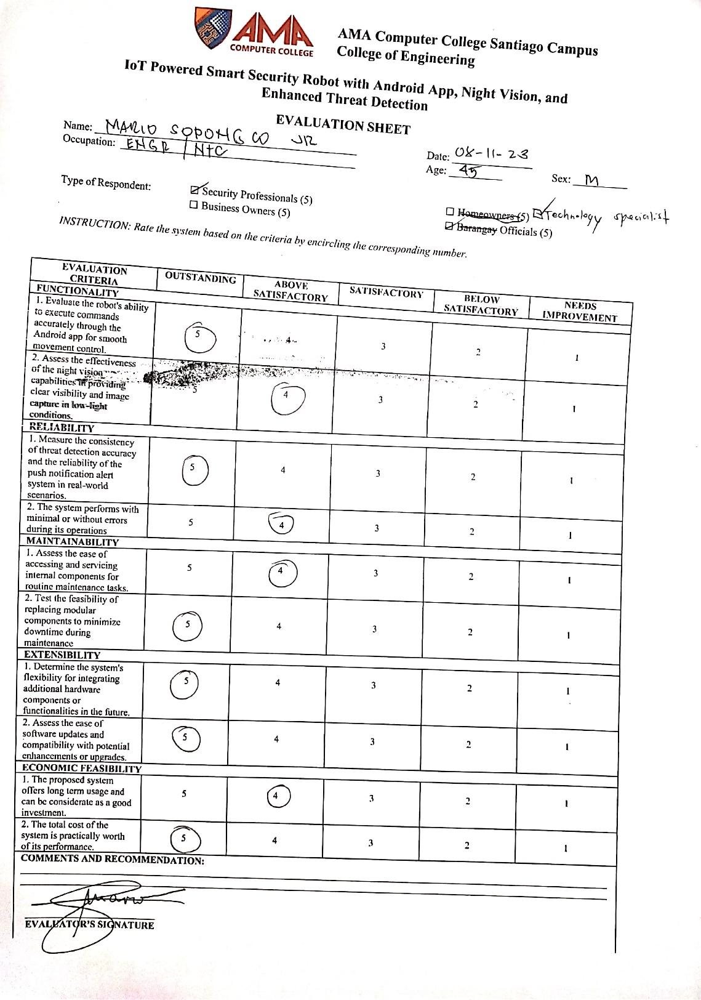 AMA
COMPUTER COLLEGE
AMA Computer College Santiago Campus
College of Engineering
IoT Powered Smart Security Robot with Android App, Night Vision, and
Enhanced Threat Detection
EVALUATION SHEET
Name: MARIO SOPONGCO JR
Occupation: ENGR / NTC
Date: 08-11-23
Age: 45
Sex: M
Type of Respondent:
Security Professionals (5)
Business Owners (5)
Homeowners (5) Technology specialist
Barangay Officials (5)
INSTRUCTION: Rate the system based on the criteria by encircling the corresponding number.
EVALUATION
CRITERIA
OUTSTANDING
ABOVE
SATISFACTORY
SATISFACTORY
BELOW
SATISFACTORY
NEEDS
IMPROVEMENT
FUNCTIONALITY
1. Evaluate the robot's ability
to execute commands
accurately through the
Android app for smooth
movement control.
5 4 3 2 1
2. Assess the effectiveness
of the night vision
capabilities in providing
clear visibility and image
capture in low-light
conditions.
5 4 3 2 1
RELIABILITY
1. Measure the consistency
of threat detection accuracy
and the reliability of the
push notification alert
system in real-world
scenarios.
5 4 3 2 1
2. The system performs with
minimal or without errors
during its operations
5 4 3 2 1
MAINTAINABILITY
1. Assess the ease of
accessing and servicing
internal components for
routine maintenance tasks.
5 4 3 2 1
2. Test the feasibility of
replacing modular
components to minimize
downtime during
maintenance
5 4 3 2 1
EXTENSIBILITY
1. Determine the system's
flexibility for integrating
additional hardware
components or
functionalities in the future.
5 4 3 2 1
2. Assess the ease of
software updates and
compatibility with potential
enhancements or upgrades.
5 4 3 2 1
ECONOMIC FEASIBILITY
1. The proposed system
offers long term usage and
can be considerate as a good
investment.
5 4 3 2 1
2. The total cost of the
system is practically worth
of its performance.
5 4 3 2 1
COMMENTS AND RECOMMENDATION:
EVALUATOR'S SIGNATURE